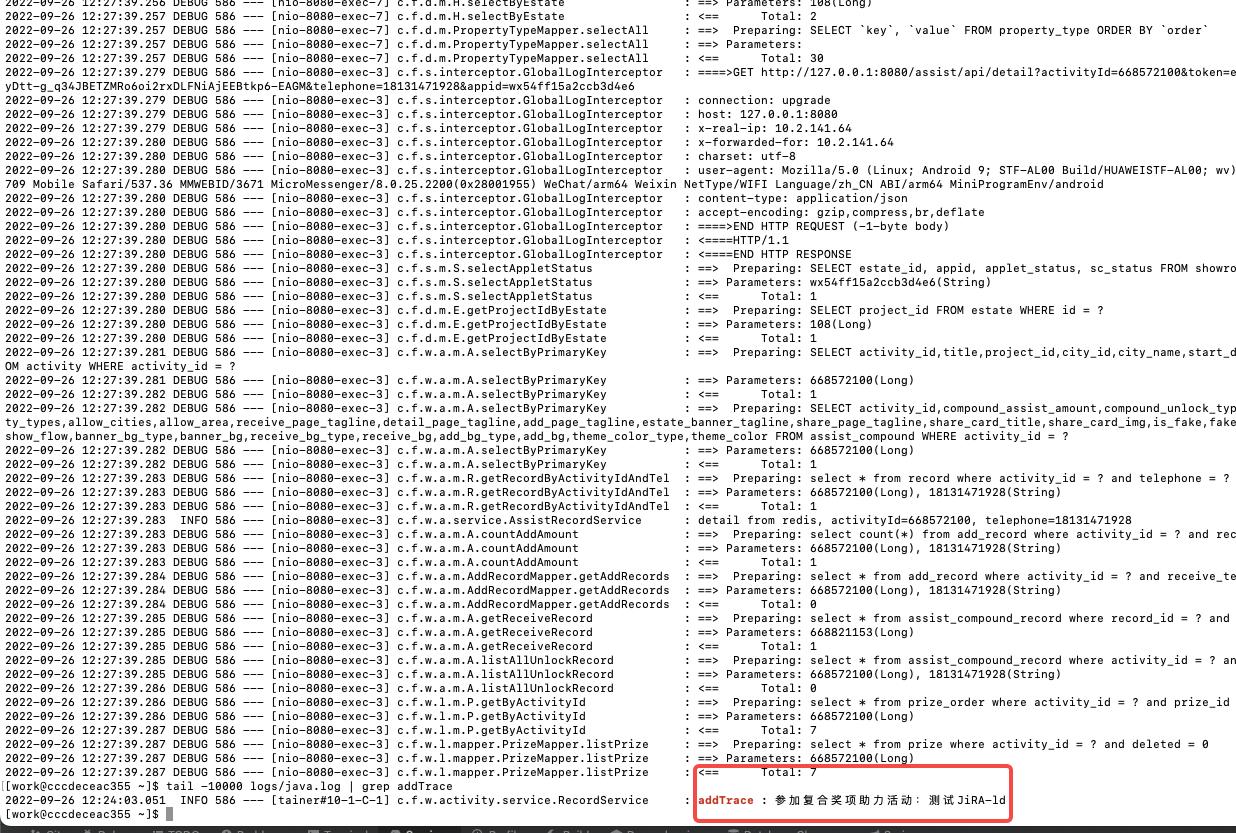 2022-09-26 12:27:39.256 DEBUG 586 --- [nio-8080-exec-7] c.f.d.m.H.selectByEstate : ==> Parameters: 108(Long)
2022-09-26 12:27:39.257 DEBUG 586 --- [nio-8080-exec-7] c.f.d.m.H.selectByEstate : <== Total: 2
2022-09-26 12:27:39.257 DEBUG 586 --- [nio-8080-exec-7] c.f.d.m.PropertyTypeMapper.selectAll : ==> Preparing: SELECT `key`, `value` FROM property_type ORDER BY `order`
2022-09-26 12:27:39.257 DEBUG 586 --- [nio-8080-exec-7] c.f.d.m.PropertyTypeMapper.selectAll : ==> Parameters:
2022-09-26 12:27:39.257 DEBUG 586 --- [nio-8080-exec-7] c.f.d.m.PropertyTypeMapper.selectAll : <== Total: 30
2022-09-26 12:27:39.279 DEBUG 586 --- [nio-8080-exec-3] c.f.s.interceptor.GlobalLogInterceptor : ====>GET http://127.0.0.1:8080/assist/api/detail?activityId=668572100&token=e
yDtt-g_q34JBETZMRo6oi2rxDLFNiAjEEBtkp6-EAGM&telephone=18131471928&appid=wx54ff15a2ccb3d4e6
2022-09-26 12:27:39.279 DEBUG 586 --- [nio-8080-exec-3] c.f.s.interceptor.GlobalLogInterceptor : connection: upgrade
2022-09-26 12:27:39.279 DEBUG 586 --- [nio-8080-exec-3] c.f.s.interceptor.GlobalLogInterceptor : host: 127.0.0.1:8080
2022-09-26 12:27:39.279 DEBUG 586 --- [nio-8080-exec-3] c.f.s.interceptor.GlobalLogInterceptor : x-real-ip: 10.2.141.64
2022-09-26 12:27:39.280 DEBUG 586 --- [nio-8080-exec-3] c.f.s.interceptor.GlobalLogInterceptor : x-forwarded-for: 10.2.141.64
2022-09-26 12:27:39.280 DEBUG 586 --- [nio-8080-exec-3] c.f.s.interceptor.GlobalLogInterceptor : charset: utf-8
2022-09-26 12:27:39.280 DEBUG 586 --- [nio-8080-exec-3] c.f.s.interceptor.GlobalLogInterceptor : user-agent: Mozilla/5.0 (Linux; Android 9; STF-AL00 Build/HUAWEISTF-AL00; wv)
709 Mobile Safari/537.36 MMWEBID/3671 MicroMessenger/8.0.25.2200(0x28001955) WeChat/arm64 Weixin NetType/WIFI Language/zh_CN ABI/arm64 MiniProgramEnv/android
2022-09-26 12:27:39.280 DEBUG 586 --- [nio-8080-exec-3] c.f.s.interceptor.GlobalLogInterceptor : content-type: application/json
2022-09-26 12:27:39.280 DEBUG 586 --- [nio-8080-exec-3] c.f.s.interceptor.GlobalLogInterceptor : accept-encoding: gzip,compress,br,deflate
2022-09-26 12:27:39.280 DEBUG 586 --- [nio-8080-exec-3] c.f.s.interceptor.GlobalLogInterceptor : ====>END HTTP REQUEST (-1-byte body)
2022-09-26 12:27:39.280 DEBUG 586 --- [nio-8080-exec-3] c.f.s.interceptor.GlobalLogInterceptor : <====HTTP/1.1
2022-09-26 12:27:39.280 DEBUG 586 --- [nio-8080-exec-3] c.f.s.interceptor.GlobalLogInterceptor : <====END HTTP RESPONSE
2022-09-26 12:27:39.280 DEBUG 586 --- [nio-8080-exec-3] c.f.s.m.S.selectAppletStatus : ==> Preparing: SELECT estate_id, appid, applet_status, sc_status FROM showro
2022-09-26 12:27:39.280 DEBUG 586 --- [nio-8080-exec-3] c.f.s.m.S.selectAppletStatus : ==> Parameters: wx54ff15a2ccb3d4e6(String)
2022-09-26 12:27:39.280 DEBUG 586 --- [nio-8080-exec-3] c.f.s.m.S.selectAppletStatus : <== Total: 1
2022-09-26 12:27:39.280 DEBUG 586 --- [nio-8080-exec-3] c.f.d.m.E.getProjectIdByEstate : ==> Preparing: SELECT project_id FROM estate WHERE id = ?
2022-09-26 12:27:39.280 DEBUG 586 --- [nio-8080-exec-3] c.f.d.m.E.getProjectIdByEstate : ==> Parameters: 108(Long)
2022-09-26 12:27:39.280 DEBUG 586 --- [nio-8080-exec-3] c.f.d.m.E.getProjectIdByEstate : <== Total: 1
2022-09-26 12:27:39.281 DEBUG 586 --- [nio-8080-exec-3] c.f.w.a.m.A.selectByPrimaryKey : ==> Preparing: SELECT activity_id,title,project_id,city_id,city_name,start_d
OM activity WHERE activity_id = ?
2022-09-26 12:27:39.281 DEBUG 586 --- [nio-8080-exec-3] c.f.w.a.m.A.selectByPrimaryKey : ==> Parameters: 668572100(Long)
2022-09-26 12:27:39.282 DEBUG 586 --- [nio-8080-exec-3] c.f.w.a.m.A.selectByPrimaryKey : <== Total: 1
2022-09-26 12:27:39.282 DEBUG 586 --- [nio-8080-exec-3] c.f.w.a.m.A.selectByPrimaryKey : ==> Preparing: SELECT activity_id,compound_assist_amount,compound_unlock_typ
ty_types,allow_cities,allow_area,receive_page_tagline,detail_page_tagline,add_page_tagline,estate_banner_tagline,share_page_tagline,share_card_title,share_card_img,is_fake,fake
show_flow,banner_bg_type,banner_bg,receive_bg_type,receive_bg,add_bg_type,add_bg,theme_color_type,theme_color FROM assist_compound WHERE activity_id = ?
2022-09-26 12:27:39.282 DEBUG 586 --- [nio-8080-exec-3] c.f.w.a.m.A.selectByPrimaryKey : ==> Parameters: 668572100(Long)
2022-09-26 12:27:39.282 DEBUG 586 --- [nio-8080-exec-3] c.f.w.a.m.A.selectByPrimaryKey : <== Total: 1
2022-09-26 12:27:39.283 DEBUG 586 --- [nio-8080-exec-3] c.f.w.a.m.R.getRecordByActivityIdAndTel : ==> Preparing: select * from record where activity_id = ? and telephone = ?
2022-09-26 12:27:39.283 DEBUG 586 --- [nio-8080-exec-3] c.f.w.a.m.R.getRecordByActivityIdAndTel : ==> Parameters: 668572100(Long), 18131471928(String)
2022-09-26 12:27:39.283 DEBUG 586 --- [nio-8080-exec-3] c.f.w.a.m.R.getRecordByActivityIdAndTel : <== Total: 1
2022-09-26 12:27:39.283 INFO 586 --- [nio-8080-exec-3] c.f.w.a.service.AssistRecordService : detail from redis, activityId=668572100, telephone=18131471928
2022-09-26 12:27:39.283 DEBUG 586 --- [nio-8080-exec-3] c.f.w.a.m.A.countAddAmount : ==> Preparing: select count(*) from add_record where activity_id = ? and rec
2022-09-26 12:27:39.283 DEBUG 586 --- [nio-8080-exec-3] c.f.w.a.m.A.countAddAmount : ==> Parameters: 668572100(Long), 18131471928(String)
2022-09-26 12:27:39.283 DEBUG 586 --- [nio-8080-exec-3] c.f.w.a.m.A.countAddAmount : <== Total: 1
2022-09-26 12:27:39.284 DEBUG 586 --- [nio-8080-exec-3] c.f.w.a.m.AddRecordMapper.getAddRecords : ==> Preparing: select * from add_record where activity_id = ? and receive_te
2022-09-26 12:27:39.284 DEBUG 586 --- [nio-8080-exec-3] c.f.w.a.m.AddRecordMapper.getAddRecords : ==> Parameters: 668572100(Long), 18131471928(String)
2022-09-26 12:27:39.284 DEBUG 586 --- [nio-8080-exec-3] c.f.w.a.m.AddRecordMapper.getAddRecords : <== Total: 0
2022-09-26 12:27:39.285 DEBUG 586 --- [nio-8080-exec-3] c.f.w.a.m.A.getReceiveRecord : ==> Preparing: select * from assist_compound_record where record_id = ? and
2022-09-26 12:27:39.285 DEBUG 586 --- [nio-8080-exec-3] c.f.w.a.m.A.getReceiveRecord : ==> Parameters: 668821153(Long)
2022-09-26 12:27:39.285 DEBUG 586 --- [nio-8080-exec-3] c.f.w.a.m.A.getReceiveRecord : <== Total: 1
2022-09-26 12:27:39.285 DEBUG 586 --- [nio-8080-exec-3] c.f.w.a.m.A.listAllUnlockRecord : ==> Preparing: select * from assist_compound_record where activity_id = ? an
2022-09-26 12:27:39.285 DEBUG 586 --- [nio-8080-exec-3] c.f.w.a.m.A.listAllUnlockRecord : ==> Parameters: 668572100(Long), 18131471928(String)
2022-09-26 12:27:39.286 DEBUG 586 --- [nio-8080-exec-3] c.f.w.a.m.A.listAllUnlockRecord : <== Total: 0
2022-09-26 12:27:39.286 DEBUG 586 --- [nio-8080-exec-3] c.f.w.l.m.P.getByActivityId : ==> Preparing: select * from prize_order where activity_id = ? and prize_id
2022-09-26 12:27:39.286 DEBUG 586 --- [nio-8080-exec-3] c.f.w.l.m.P.getByActivityId : ==> Parameters: 668572100(Long)
2022-09-26 12:27:39.287 DEBUG 586 --- [nio-8080-exec-3] c.f.w.l.m.P.getByActivityId : <== Total: 7
2022-09-26 12:27:39.287 DEBUG 586 --- [nio-8080-exec-3] c.f.w.l.mapper.PrizeMapper.listPrize : ==> Preparing: select * from prize where activity_id = ? and deleted = 0
2022-09-26 12:27:39.287 DEBUG 586 --- [nio-8080-exec-3] c.f.w.l.mapper.PrizeMapper.listPrize : ==> Parameters: 668572100(Long)
2022-09-26 12:27:39.287 DEBUG 586 --- [nio-8080-exec-3] c.f.w.l.mapper.PrizeMapper.listPrize : <== Total: 7
[work@cccdeceac355 ~]$ tail -10000 logs/java.log | grep addTrace
2022-09-26 12:24:03.051 INFO 586 --- [tainer#10-1-C-1] c.f.w.activity.service.RecordService : addTrace : 参加复合奖项助力活动：测试JiRA-ld
[work@cccdeceac355 ~]$